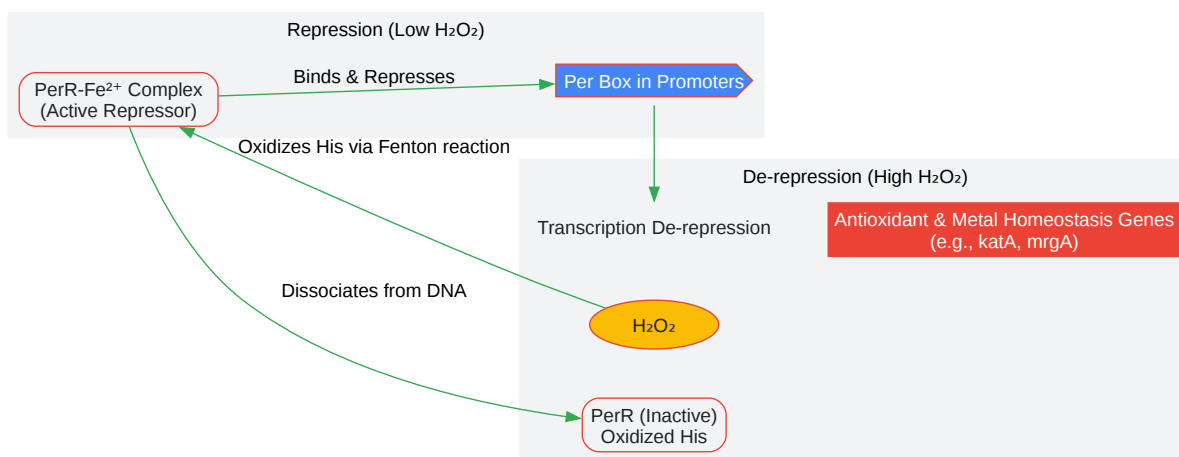 Repression (Low H₂O₂)
Binds & Represses
PerR-Fe²⁺ Complex
(Active Repressor)
Per Box in Promoters
Oxidizes His via Fenton reaction
De-repression (High H₂O₂)
Transcription De-repression
Antioxidant & Metal Homeostasis Genes
(e.g., katA, mrgA)
Dissociates from DNA
H₂O₂
PerR (Inactive)
Oxidized His